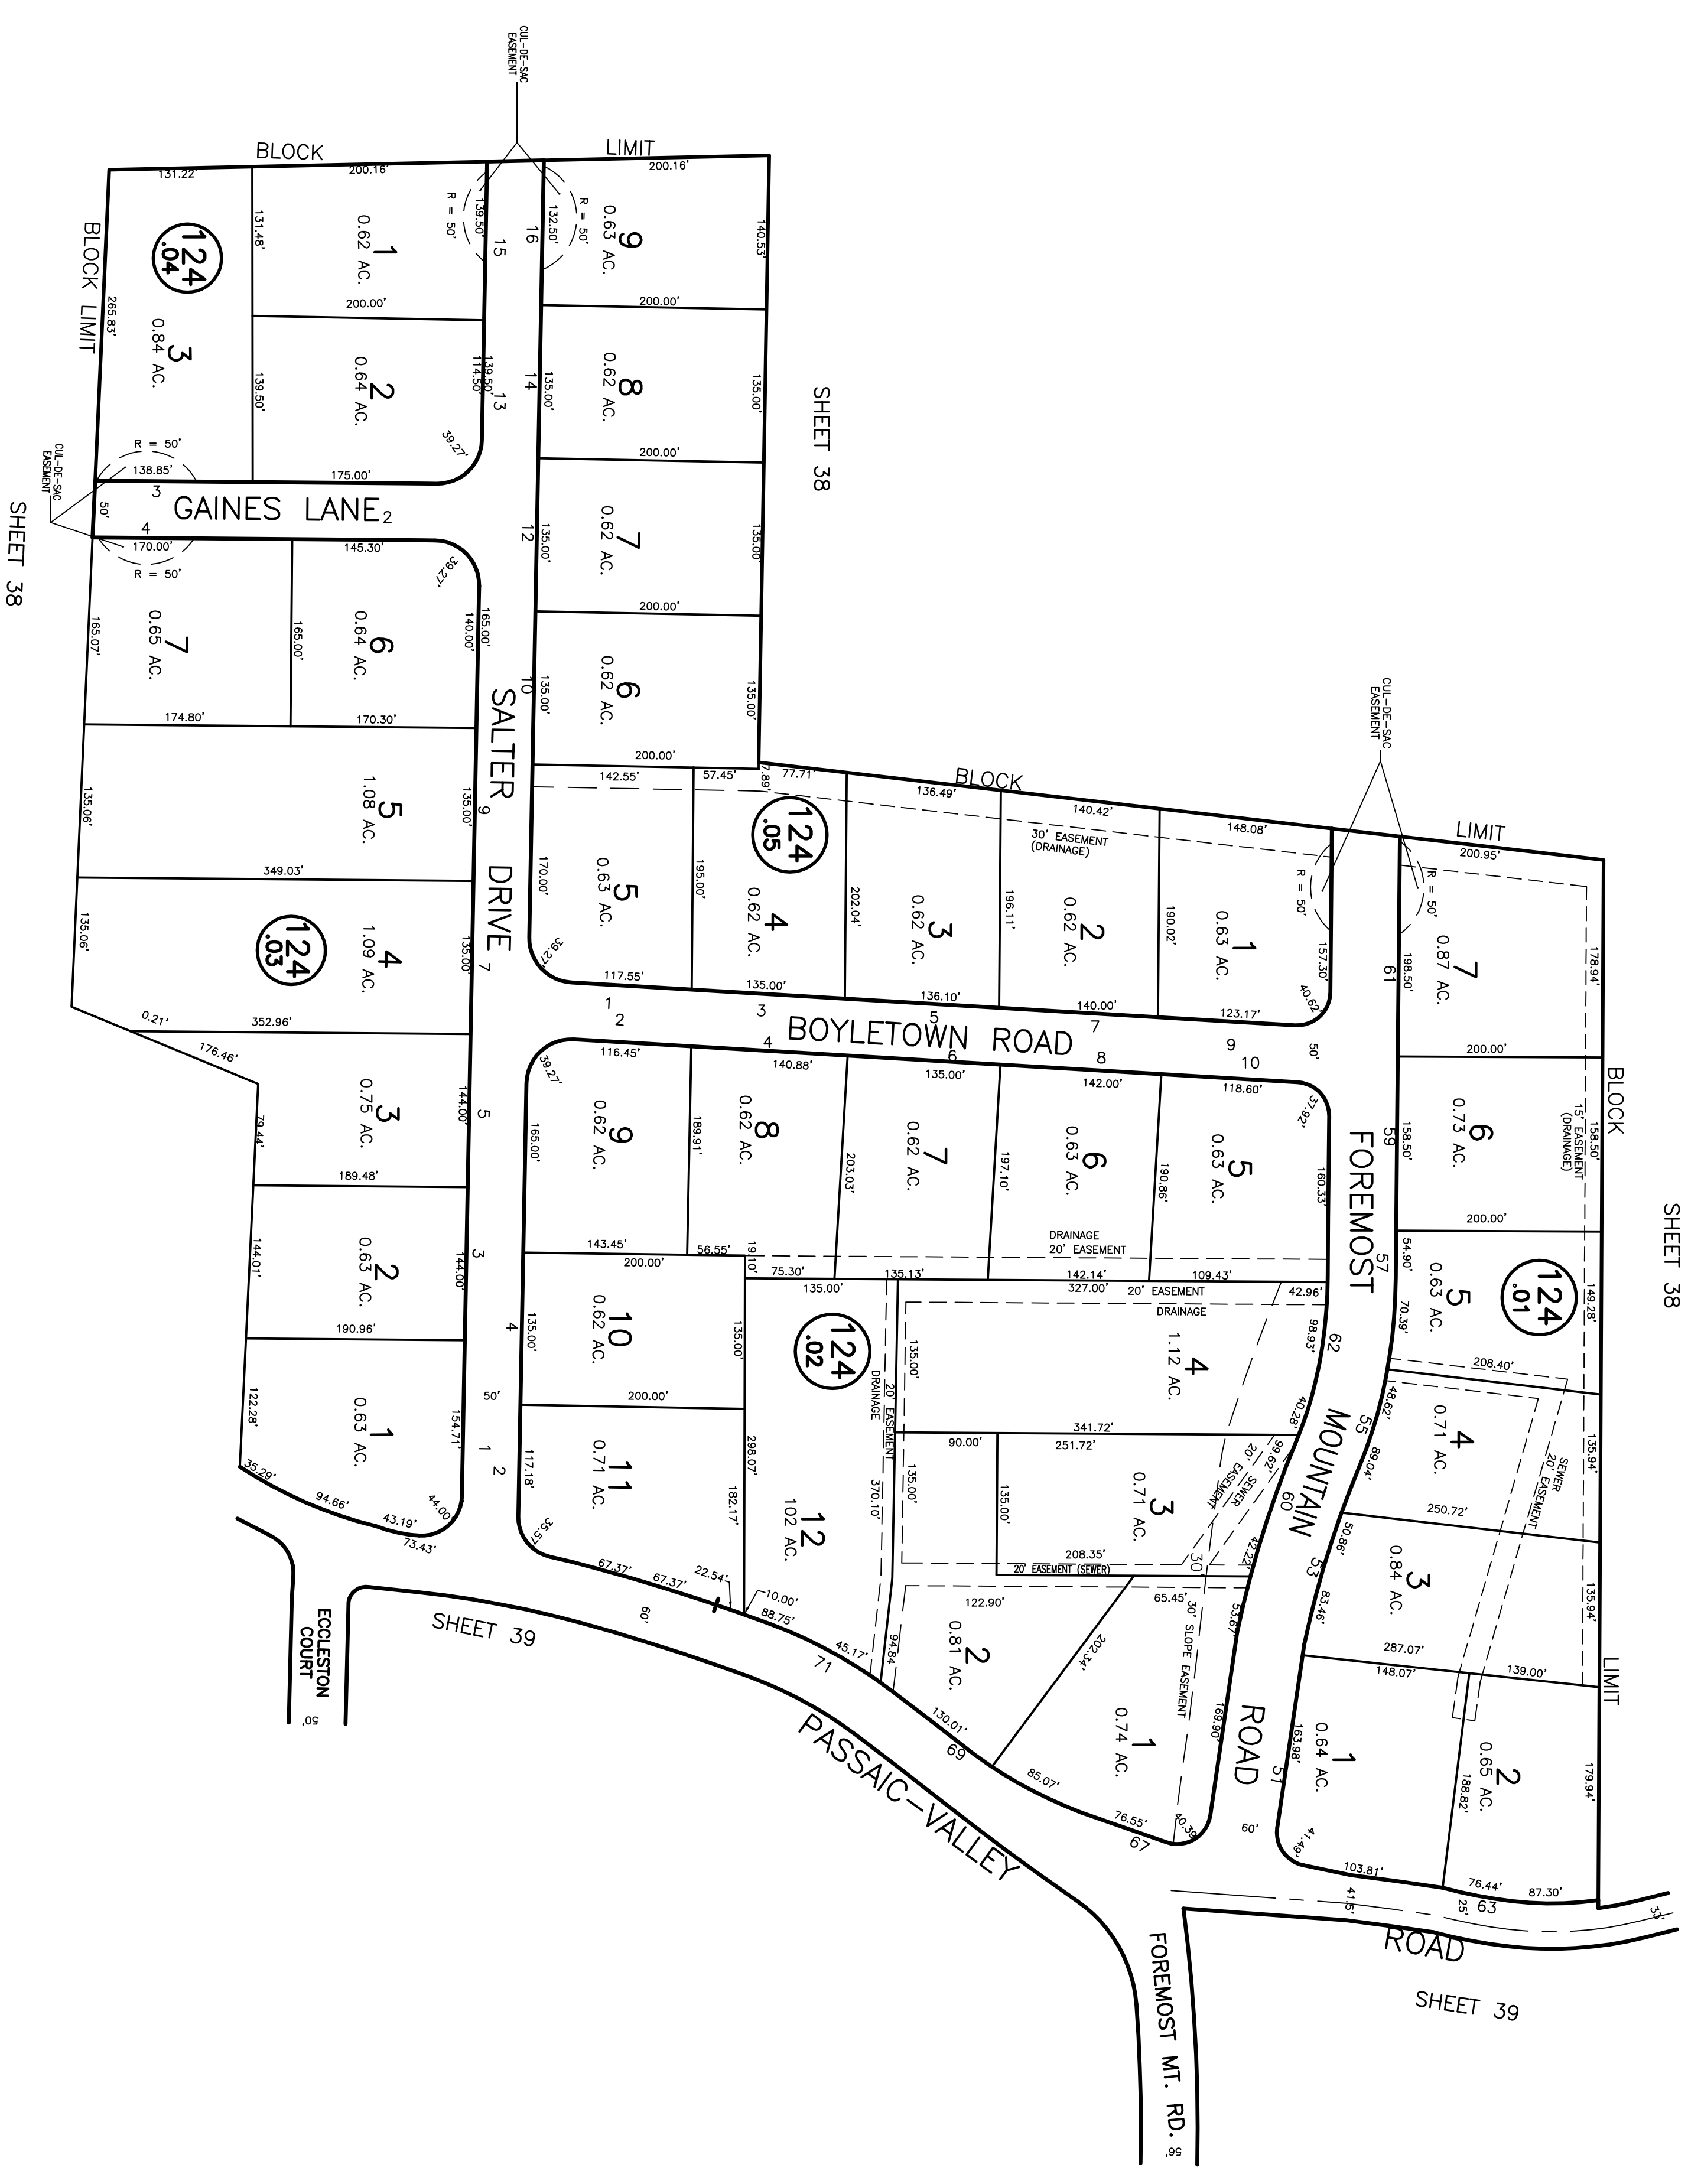 CUL-DE-SAC
EASEMENT
BLOCK
LIMIT
131.22'
200.16'
200.16'
R = 50'
139.50'
132.50'
R = 50'
140.53'
131.48'
1
0.62 AC.
15
16
9
0.63 AC.
124
.04
BLOCK LIMIT
265.83'
3
0.84 AC.
200.00'
200.00'
139.50'
2
0.64 AC.
139.50'
114.50'
13
14
135.00'
8
0.62 AC.
135.00'
SHEET 38
39.27'
200.00'
CUL-DE-SAC
EASEMENT
R = 50'
138.85'
175.00'
3
50'
GAINES LANE
2
4
170.00'
145.30'
R = 50'
39.27'
SHEET 38
12
135.00'
7
0.62 AC.
135.00'
200.00'
165.07'
7
0.65 AC.
165.00'
6
0.64 AC.
165.00'
140.00'
174.80'
170.30'
10
135.00'
6
0.62 AC.
135.00'
200.00'
SALTER DRIVE
135.06'
5
1.08 AC.
135.00'
9
349.03'
142.55'
57.45'
7.89'
77.71'
124
.05
BLOCK
136.49'
140.42'
148.08'
30' EASEMENT
(DRAINAGE)
170.00'
5
0.63 AC.
195.00'
4
0.62 AC.
202.04'
3
0.62 AC.
196.11'
2
0.62 AC.
190.02'
1
0.63 AC.
157.30'
39.27'
117.55'
135.00'
136.10'
140.00'
123.17'
40.62'
CUL-DE-SAC
EASEMENT
R = 50'
R = 50'
LIMIT
200.95'
7
0.87 AC.
178.94'
61
198.50'
200.00'
135.06'
124
.03
4
1.09 AC.
135.00'
7
0.21'
352.96'
1
3
5
7
9
BOYLETOWN ROAD
2
4
6
8
10
50'
176.46'
79.44'
3
0.75 AC.
144.00'
5
189.48'
39.27'
116.45'
140.88'
135.00'
142.00'
118.60'
37.92'
165.00'
9
0.62 AC.
189.91'
8
0.62 AC.
203.03'
7
0.62 AC.
197.10'
6
0.63 AC.
190.86'
5
0.63 AC.
160.33'
DRAINAGE
20' EASEMENT
143.45'
56.55'
19.10'
75.30'
135.13'
142.14'
109.43'
FOREMOST
59
158.50'
6
0.73 AC.
158.50'
15' EASEMENT
(DRAINAGE)
BLOCK
200.00'
SHEET 38
57
54.90'
70.39'
5
0.63 AC.
124
.01
149.28'
208.40'
144.01'
2
0.63 AC.
144.00'
3
190.96'
200.00'
4
135.00'
10
0.62 AC.
135.00'
200.00'
135.00'
327.00'
42.96'
20' EASEMENT
DRAINAGE
124
.02
20' EASEMENT
DRAINAGE
135.00'
4
1.12 AC.
98.93'
62
40.28'
341.72'
48.62'
55
89.04'
4
0.71 AC.
135.94'
SEWER
20' EASEMENT
250.72'
122.28'
1
0.63 AC.
154.71'
50'
1
2
35.29'
94.66'
43.19'
44.00'
73.43'
117.18'
11
0.71 AC.
182.17'
298.07'
12
102 AC.
370.10'
35.57'
67.37'
67.37'
22.54'
10.00'
88.75'
45.17'
94.84
90.00'
251.72'
135.00'
135.00'
3
0.71 AC.
99.62'
SEWER
20' EASEMENT
208.35'
20' EASEMENT (SEWER)
30'
42.22'
60
MOUNTAIN
50.86'
53
83.46'
3
0.84 AC.
135.94'
287.07'
148.07'
139.00'
LIMIT
122.90'
65.45'
53.67'
2
0.81 AC.
202.34'
30' SLOPE EASEMENT
169.90'
1
0.74 AC.
130.01'
69
85.07'
76.55'
67
40.39'
ROAD
163.98'
51
1
0.64 AC.
188.82'
2
0.65 AC.
179.94'
60'
41.49'
103.81'
76.44'
87.30'
63
41.5'
25'
33'
ROAD
SHEET 39
ECCLESTON
COURT
50'
SHEET 39
60'
71
PASSAIC-VALLEY
FOREMOST MT. RD.
56'